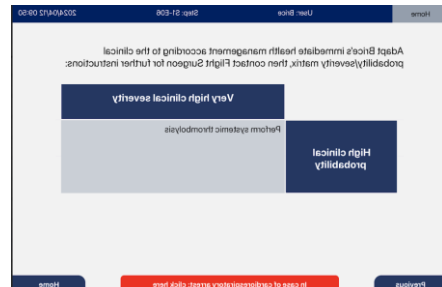 Home
User: Brice
Step: S1-E06
2024/04/12 09:50
Adapt Brice's immediate health management according to the clinical
probability/severity matrix, then contact Flight Surgeon for further instructions:
Very high clinical severity
High clinical
probability
Perform systemic thrombolysis
Previous
In case of cardiorespiratory arrest: click here
Home